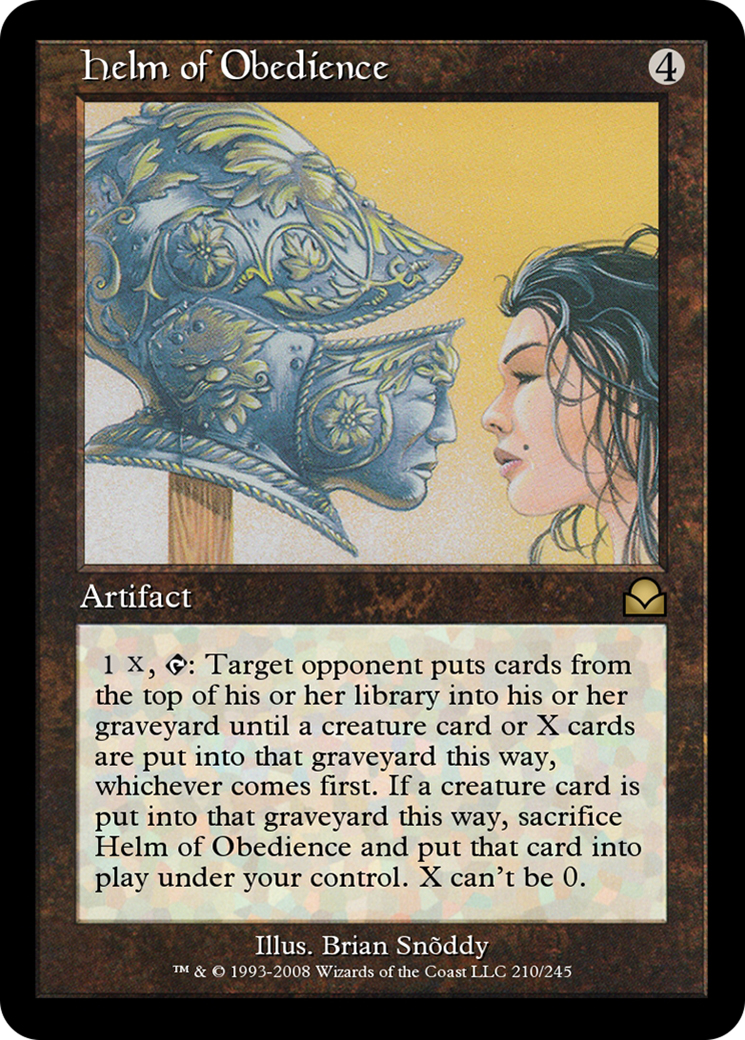 Helm of Obedience 4
Artifact
1 X, : Target opponent puts cards from
the top of his or her library into his or her
graveyard until a creature card or X cards
are put into that graveyard this way,
whichever comes first. If a creature card is
put into that graveyard this way, sacrifice
Helm of Obedience and put that card into
play under your control. X can't be 0.
Illus. Brian Snõddy
™ & © 1993-2008 Wizards of the Coast LLC 210/245